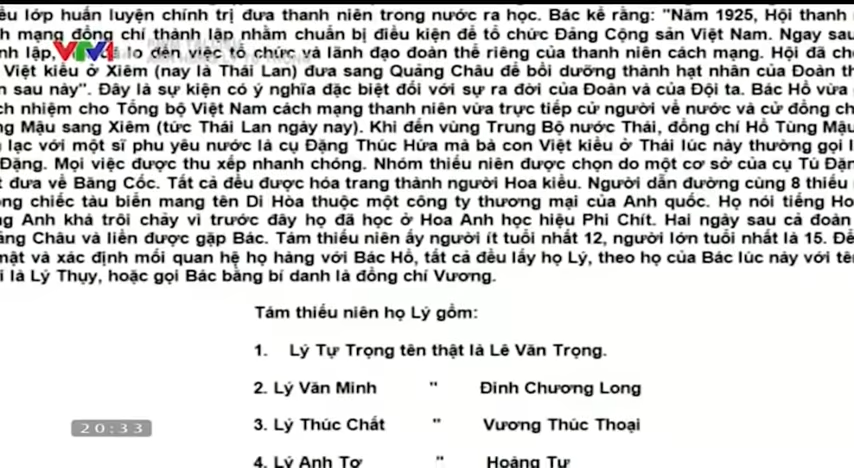 ều lớp huấn luyện chính trị đưa thanh niên trong nước ra học. Bác kể rằng: "Năm 1925, Hội thanh
h mạng đồng chí thành lập nhằm chuẩn bị điều kiện để tổ chức Đảng Cộng sản Việt Nam. Ngay sau
nh lập, lo đến việc tổ chức và lãnh đạo đoàn thể riêng của thanh niên cách mạng. Hội đã ch
VTV1
Việt kiều ở Xiêm (nay là Thái Lan) đưa sang Quảng Châu để bồi dưỡng thành hạt nhân của Đoàn th
n sau này". Đây là sự kiện có ý nghĩa đặc biệt đối với sự ra đời của Đoàn và của Đội ta. Bác Hồ vừa
ch nhiệm cho Tổng bộ Việt Nam cách mạng thanh niên vừa trực tiếp cử người về nước và cử đồng ch
ng Mậu sang Xiêm (tức Thái Lan ngày nay). Khi đến vùng Trung Bộ nước Thái, đồng chí Hồ Tùng Mậu
lạc với một sĩ phu yêu nước là cụ Đặng Thúc Hứa mà bà con Việt kiều ở Thái lúc này thường gọi l
Đặng. Mọi việc được thu xếp nhanh chóng. Nhóm thiếu niên được chọn do một cơ sở của cụ Tú Đặn
t đưa về Băng Cốc. Tất cả đều được hóa trang thành người Hoa kiều. Người dẫn đường cùng 8 thiếu
ng chiếc tàu biển mang tên Di Hòa thuộc một công ty thương mại của Anh quốc. Họ nói tiếng Ho
ng Anh khá trôi chảy vì trước đây họ đã học ở Hoa Anh học hiệu Phi Chít. Hai ngày sau cả đoàn
ảng Châu và liền được gặp Bác. Tám thiếu niên ấy người ít tuổi nhất 12, người lớn tuổi nhất là 15. Để
mật và xác định mối quan hệ họ hàng với Bác Hồ, tất cả đều lấy họ Lý, theo họ của Bác lúc này với tê
i là Lý Thụy, hoặc gọi Bác bằng bí danh là đồng chí Vương.
Tám thiếu niên họ Lý gồm:
1. Lý Tự Trọng tên thật là Lê Văn Trọng.
2. Lý Văn Minh " Đinh Chương Long
3. Lý Thúc Chất " Vương Thúc Thoại
4. Lý Anh Tợ " Hoàng Tự
20:33